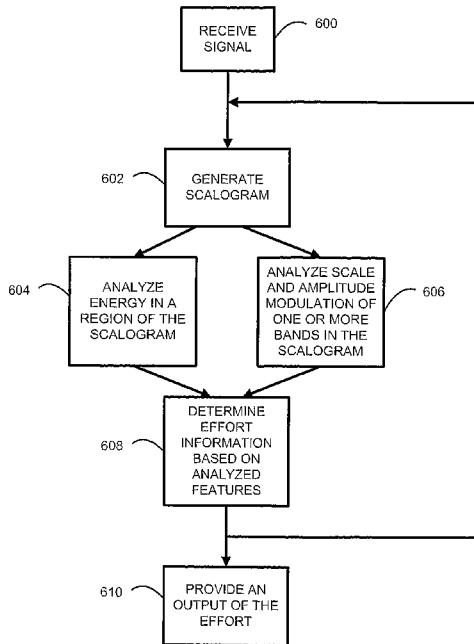 RECEIVE
SIGNAL
600
602
GENERATE
SCALOGRAM
604
ANALYZE
ENERGY IN A
REGION OF THE
SCALOGRAM
ANALYZE SCALE
AND AMPLITUDE
MODULATION OF
ONE OR MORE
BANDS IN THE
SCALOGRAM
606
608
DETERMINE
EFFORT
INFORMATION
BASED ON
ANALYZED
FEATURES
610
PROVIDE AN
OUTPUT OF THE
EFFORT